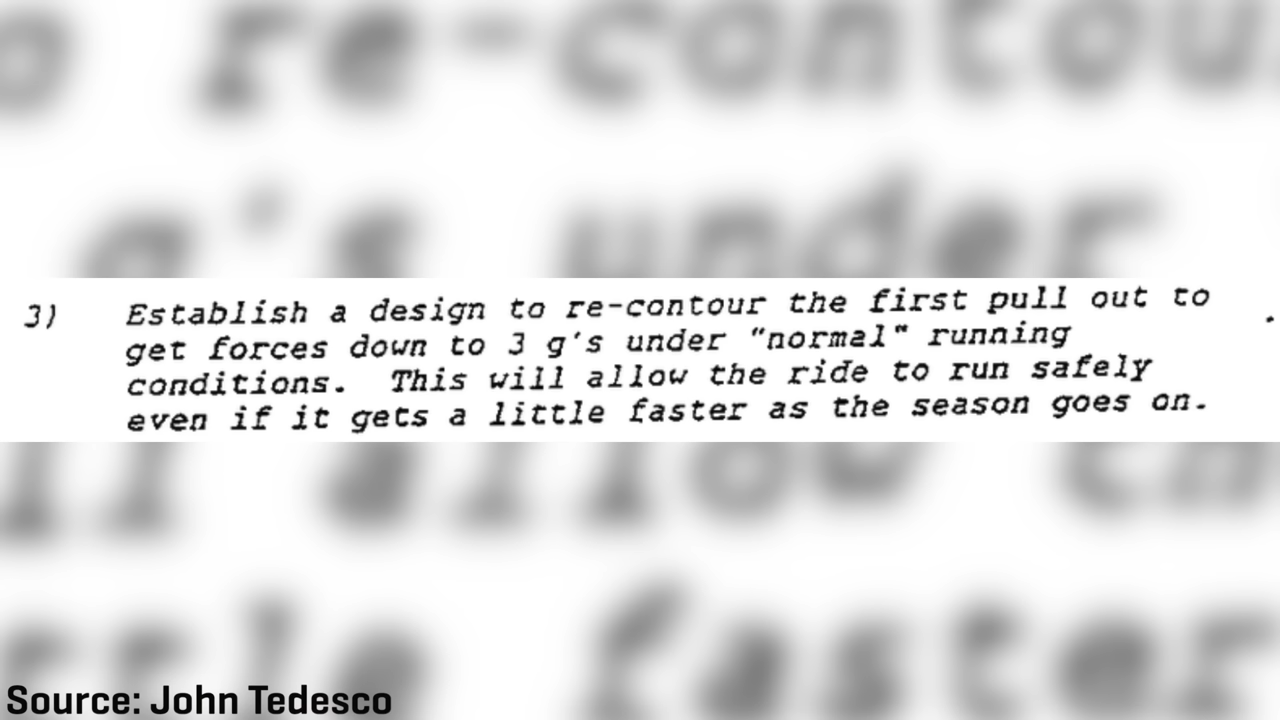 3) Establish a design to re-contour the first pull out to
get forces down to 3 g's under "normal" running
conditions. This will allow the ride to run safely
even if it gets a little faster as the season goes on.
Source: John Tedesco